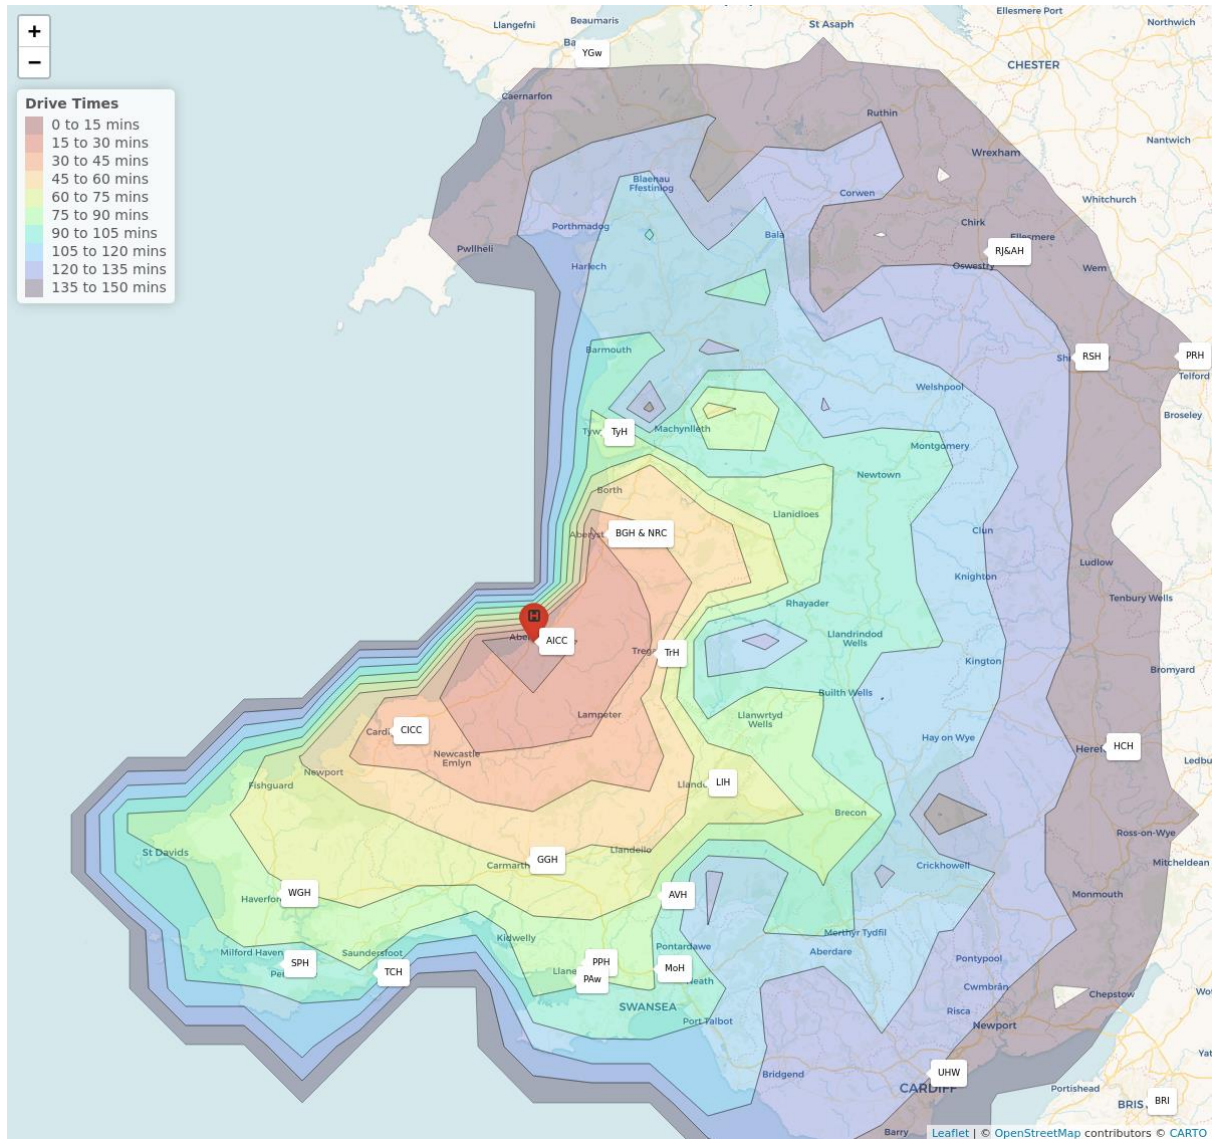 +
−
Drive Times
0 to 15 mins
15 to 30 mins
30 to 45 mins
45 to 60 mins
60 to 75 mins
75 to 90 mins
90 to 105 mins
105 to 120 mins
120 to 135 mins
135 to 150 mins
Llangefni
Beaumaris
YGw
St Asaph
Ellesmere Port
Northwich
CHESTER
Caernarfon
Ruthin
Nantwich
Wrexham
Blaenau
Ffestiniog
Corwen
Whitchurch
Porthmadog
Bala
Chirk
Ellesmere
Pwllheli
RJ&AH
Harlech
Oswestry
Wem
Barmouth
RSH
PRH
Telford
Welshpool
Broseley
TyH
Machynlleth
Montgomery
Newtown
Borth
Llanidloes
BGH & NRC
Clun
Ludlow
Knighton
Tenbury Wells
Rhayader
H
AICC
Llandrindod
Wells
TrH
Kington
Bromyard
Builth Wells
Lampeter
Llanwrtyd
Wells
CICC
Hay on Wye
HCH
Newcastle
Emlyn
Newport
Fishguard
LIH
Brecon
Ross-on-Wye
St Davids
Llandeilo
GGH
Mitcheldean
Crickhowell
WGH
AVH
Monmouth
Kidwelly
Merthyr Tydfil
Milford Haven
Saundersfoot
Pontardawe
Aberdare
SPH
TCH
PPH
PAw
MoH
Pontypool
Cwmbrân
Chepstow
SWANSEA
Risca
Port Talbot
Newport
Bridgend
UHW
CARDIFF
Portishead
BRI
Barry
Leaflet | © OpenStreetMap contributors © CARTO